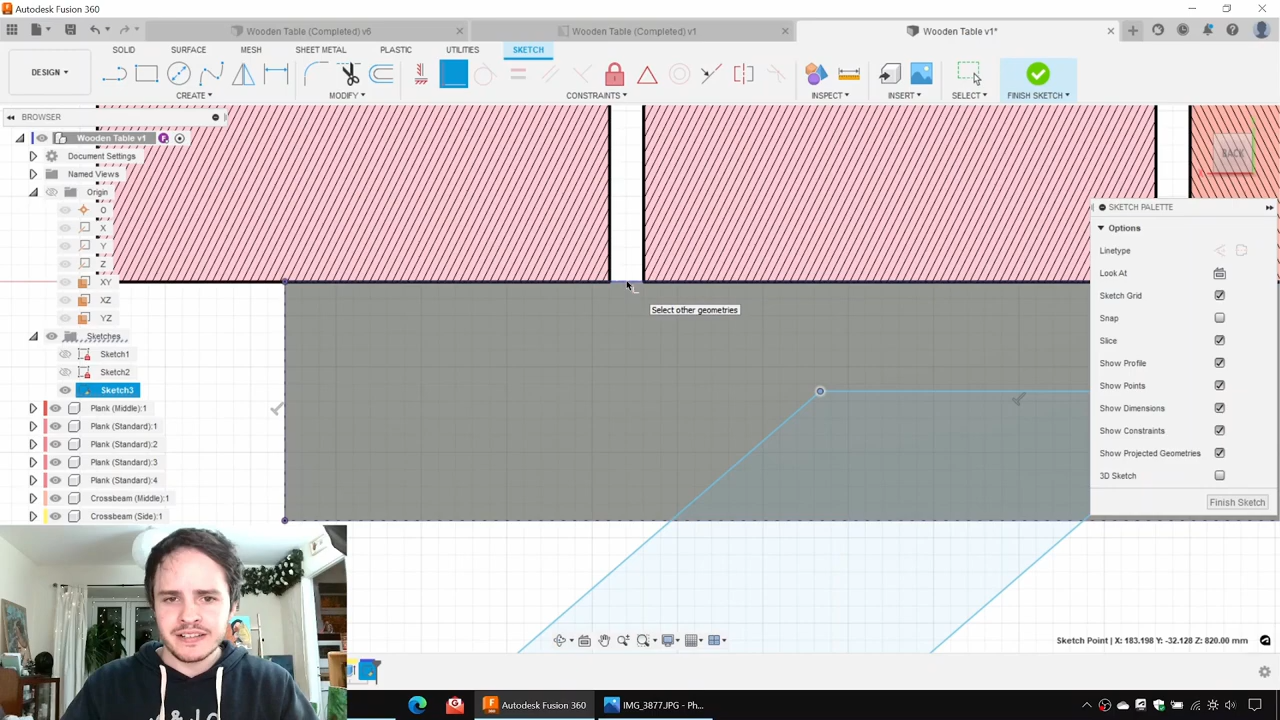 Autodesk Fusion 360
Wooden Table (Completed) v6
Wooden Table (Completed) v1
Wooden Table v1*
DESIGN
SOLID
SURFACE
MESH
SHEET METAL
PLASTIC
UTILITIES
SKETCH
CREATE
MODIFY
CONSTRAINTS
INSPECT
INSERT
SELECT
FINISH SKETCH
BROWSER
Wooden Table v1
Document Settings
Named Views
Origin
O
X
Y
Z
XY
XZ
YZ
Sketches
Sketch1
Sketch2
Sketch3
Plank (Middle):1
Plank (Standard):1
Plank (Standard):2
Plank (Standard):3
Plank (Standard):4
Crossbeam (Middle):1
Crossbeam (Side):1
Select other geometries
BACK
SKETCH PALETTE
Options
Linetype
Look At
Sketch Grid
Snap
Slice
Show Profile
Show Points
Show Dimensions
Show Constraints
Show Projected Geometries
3D Sketch
Finish Sketch
Sketch Point | X: 183.198 Y: -32.128 Z: 820.00 mm
Autodesk Fusion 360
IMG_3877.JPG - Ph...